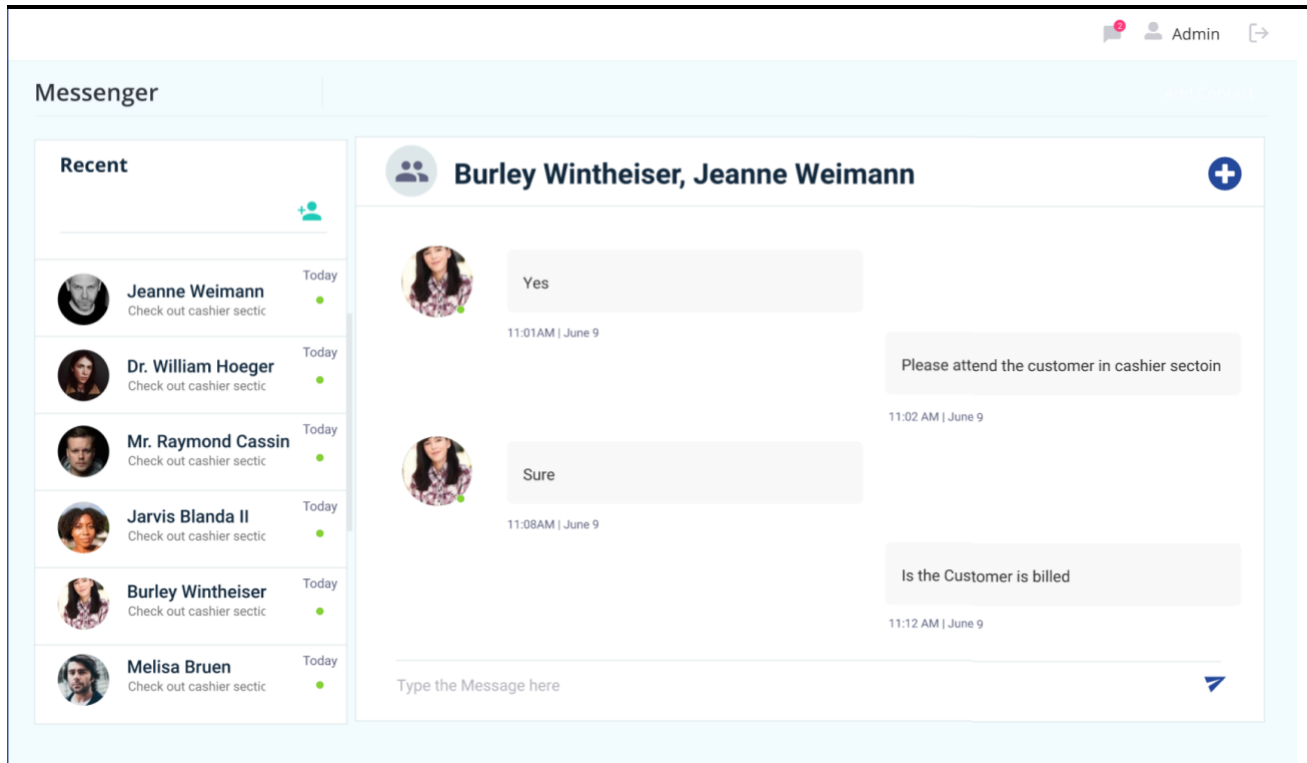 2
Admin
Messenger
Add Contact
Recent
Jeanne Weimann
Today
Check out cashier sectic
Dr. William Hoeger
Today
Check out cashier sectic
Mr. Raymond Cassin
Today
Check out cashier sectic
Jarvis Blanda II
Today
Check out cashier sectic
Burley Wintheiser
Today
Check out cashier sectic
Melisa Bruen
Today
Check out cashier sectic
Burley Wintheiser, Jeanne Weimann
Yes
11:01AM | June 9
Please attend the customer in cashier sectoin
11:02 AM | June 9
Sure
11:08AM | June 9
Is the Customer is billed
11:12 AM | June 9
Type the Message here